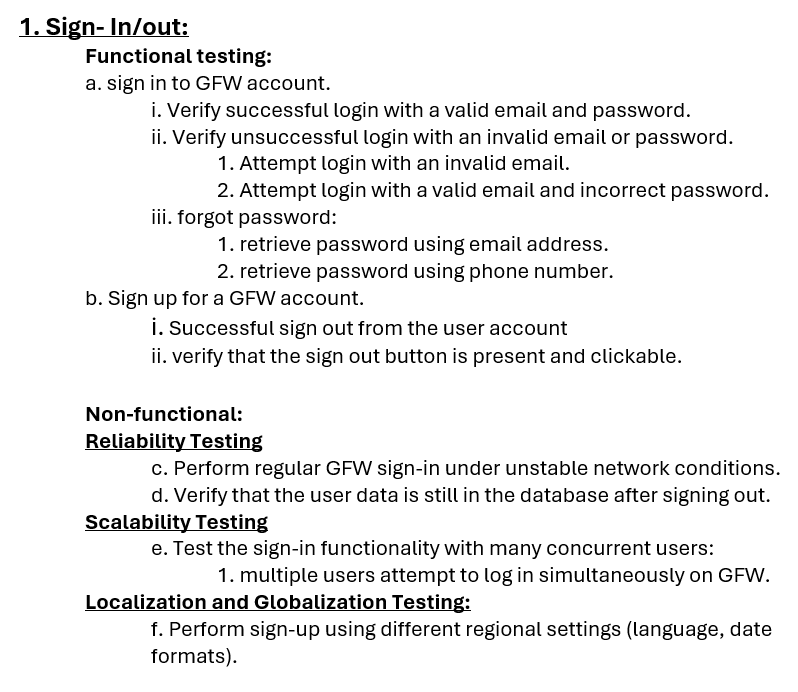 1. Sign- In/out:
Functional testing:
a. sign in to GFW account.
i. Verify successful login with a valid email and password.
ii. Verify unsuccessful login with an invalid email or password.
1. Attempt login with an invalid email.
2. Attempt login with a valid email and incorrect password.
iii. forgot password:
1. retrieve password using email address.
2. retrieve password using phone number.
b. Sign up for a GFW account.
i. Successful sign out from the user account
ii. verify that the sign out button is present and clickable.
Non-functional:
Reliability Testing
c. Perform regular GFW sign-in under unstable network conditions.
d. Verify that the user data is still in the database after signing out.
Scalability Testing
e. Test the sign-in functionality with many concurrent users:
1. multiple users attempt to log in simultaneously on GFW.
Localization and Globalization Testing:
f. Perform sign-up using different regional settings (language, date
formats).